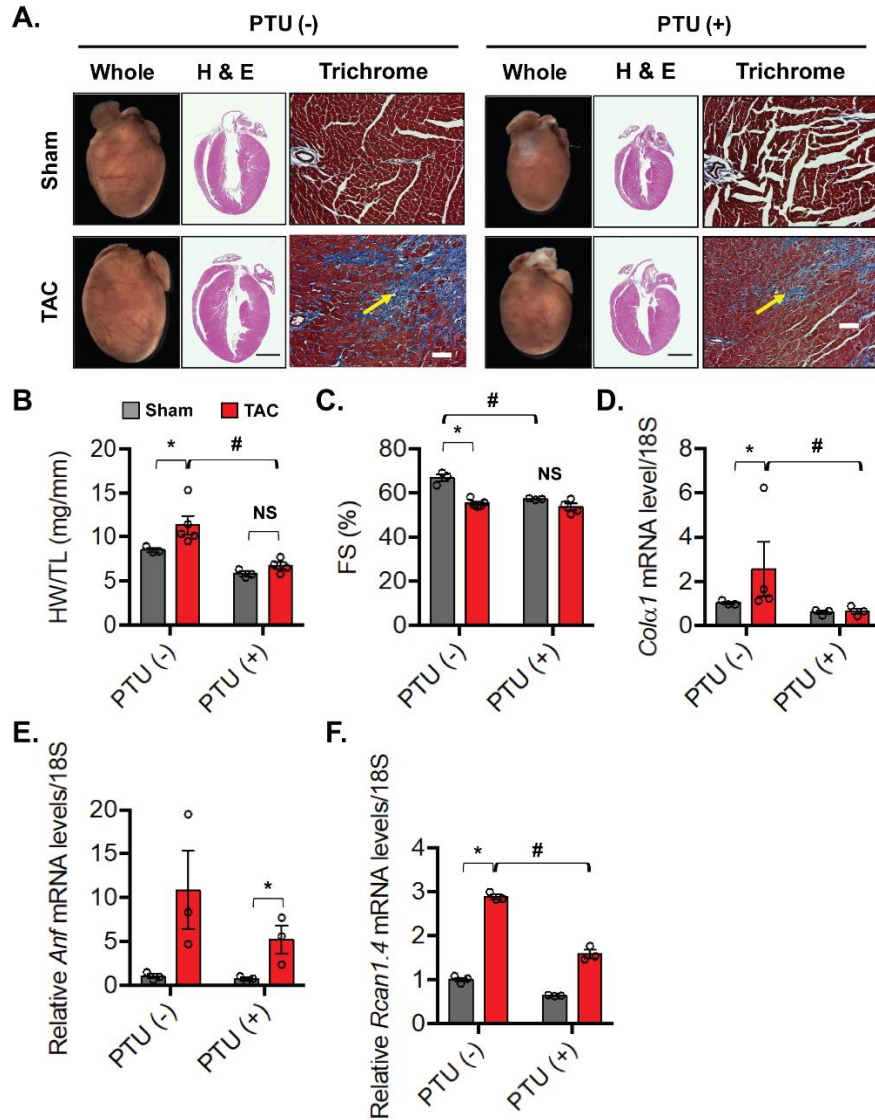 A.
PTU (-)
PTU (+)
Whole H & E Trichrome
Whole H & E Trichrome
Sham
TAC
B
Sham
TAC
HW/TL (mg/mm)
20
15
10
5
0
*
#
NS
PTU (-)
PTU (+)
C.
FS (%)
80
60
40
20
0
#
*
NS
PTU (-)
PTU (+)
D.
Colα1 mRNA level/18S
8
6
4
2
0
*
#
PTU (-)
PTU (+)
E.
Relative Anf mRNA levels/18S
20
15
10
5
0
*
PTU (-)
PTU (+)
F.
Relative Rcan1.4 mRNA levels/18S
4
3
2
1
0
*
#
PTU (-)
PTU (+)